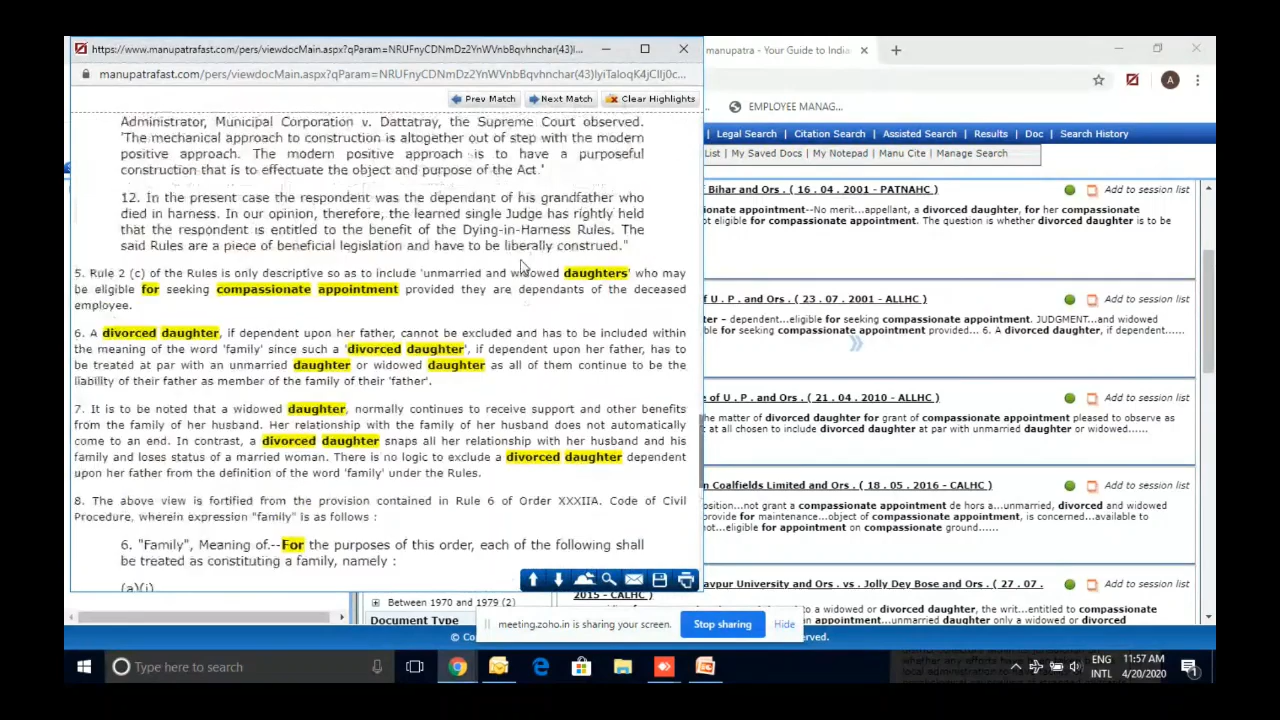 https://www.manupatrafast.com/pers/viewdocMain.aspx?qParam=NRUFnyCDNmDz2YnWVnbBqvhnchar(43)l...
manupatrafast.com/pers/viewdocMain.aspx?qParam=NRUFnyCDNmDz2YnWVnbBqvhnchar(43)lyiTaloqK4jCIIj0c...
Prev Match
Next Match
Clear Highlights
Administrator, Municipal Corporation v. Dattatray, the Supreme Court observed.
'The mechanical approach to construction is altogether out of step with the modern
positive approach. The modern positive approach is to have a purposeful
construction that is to effectuate the object and purpose of the Act.'
12. In the present case the respondent was the dependant of his grandfather who
died in harness. In our opinion, therefore, the learned single Judge has rightly held
that the respondent is entitled to the benefit of the Dying-in-Harness Rules. The
said Rules are a piece of beneficial legislation and have to be liberally construed."
5. Rule 2 (c) of the Rules is only descriptive so as to include 'unmarried and widowed daughters' who may
be eligible for seeking compassionate appointment provided they are dependants of the deceased
employee.
6. A divorced daughter, if dependent upon her father, cannot be excluded and has to be included within
the meaning of the word 'family' since such a 'divorced daughter', if dependent upon her father, has to
be treated at par with an unmarried daughter or widowed daughter as all of them continue to be the
liability of their father as member of the family of their 'father'.
7. It is to be noted that a widowed daughter, normally continues to receive support and other benefits
from the family of her husband. Her relationship with the family of her husband does not automatically
come to an end. In contrast, a divorced daughter snaps all her relationship with her husband and his
family and loses status of a married woman. There is no logic to exclude a divorced daughter dependent
upon her father from the definition of the word 'family' under the Rules.
8. The above view is fortified from the provision contained in Rule 6 of Order XXXIIA. Code of Civil
Procedure, wherein expression "family" is as follows :
6. "Family", Meaning of.--For the purposes of this order, each of the following shall
be treated as constituting a family, namely :
(a)(i)
manupatra - Your Guide to India
A
EMPLOYEE MANAG...
Legal Search | Citation Search | Assisted Search | Results | Doc | Search History
List | My Saved Docs | My Notepad | Manu Cite | Manage Search
Bihar and Ors. ( 16 . 04 . 2001 - PATNAHC )
Add to session list
ionate appointment--No merit...appellant, a divorced daughter, for her compassionate
ot eligible for compassionate appointment. The question is whether divorced daughter is to be
of U . P . and Ors. ( 23 . 07 . 2001 - ALLHC )
Add to session list
hter – dependent...eligible for seeking compassionate appointment. JUDGMENT...and widowed
ble for seeking compassionate appointment provided... 6. A divorced daughter, if dependent......
e of U . P . and Ors. ( 21 . 04 . 2010 - ALLHC )
Add to session list
he matter of divorced daughter for grant of compassionate appointment pleased to observe as
t at all chosen to include divorced daughter at par with unmarried daughter or widowed......
n Coalfields Limited and Ors . ( 18 . 05 . 2016 - CALHC )
Add to session list
position...not grant a compassionate appointment de hors a...unmarried, divorced and widowed
provide for maintenance...object of compassionate appointment, is concerned...available to
not...eligible for appointment on compassionate ground......
avpur University and Ors . vs . Jolly Dey Bose and Ors . ( 27 . 07 .
2015 - CALHC )
Add to session list
to a widowed or divorced daughter, the writ...entitled to compassionate
Between 1970 and 1979 (2)
Document Type
meeting.zoho.in is sharing your screen.
Stop sharing
Hide
© Co
rved.
Type here to search
ENG
INTL
11:57 AM
4/20/2020
1